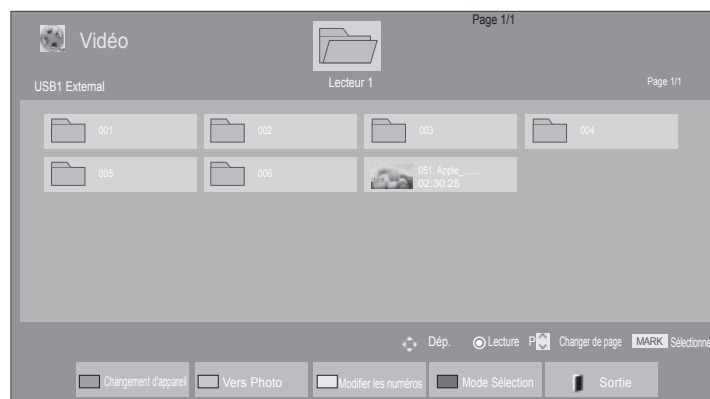 Page 1/1
Vidéo
Lecteur 1
USB1 External
Page 1/1
001
002
003
004
005
006
051. Apple_ ......
02:30:25
Dép.
Lecture
P
Changer de page
MARK
Sélectionne
Changement d'appareil
Vers Photo
Modifier les numéros
Mode Sélection
Sortie